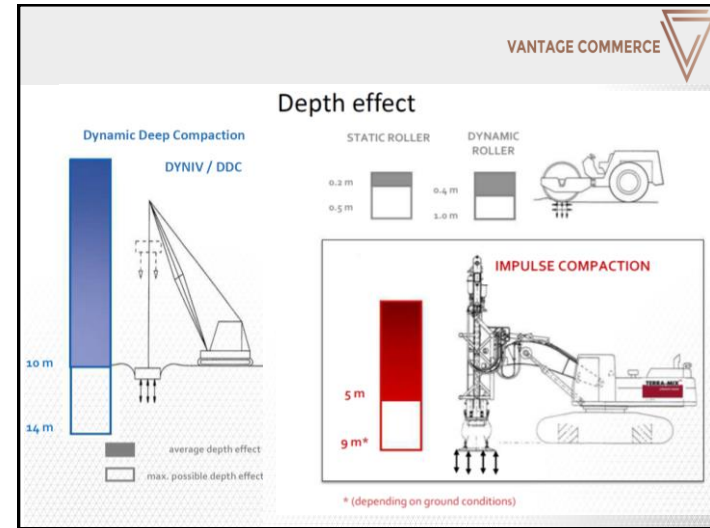 VANTAGE COMMERCE
Depth effect
Dynamic Deep Compaction
DYNIV / DDC
10 m
14 m
average depth effect
max. possible depth effect
STATIC ROLLER
0.2 m
0.5 m
DYNAMIC
ROLLER
0.4 m
1.0 m
IMPULSE COMPACTION
5 m
9 m*
TERRA-MIX
* (depending on ground conditions)